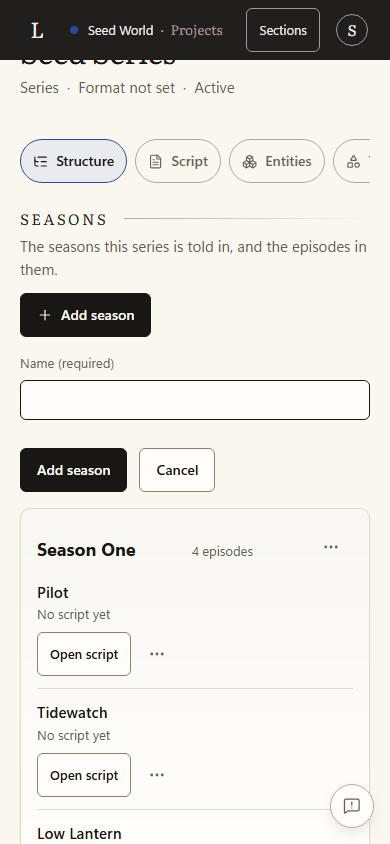 L
Seed World · Projects
Sections
S
Seed Series
Series · Format not set · Active
Structure
Script
Entities
SEASONS
The seasons this series is told in, and the episodes in
them.
+ Add season
Name (required)
Add season
Cancel
Season One
4 episodes
...
Pilot
No script yet
Open script
...
Tidewatch
No script yet
Open script
...
Low Lantern